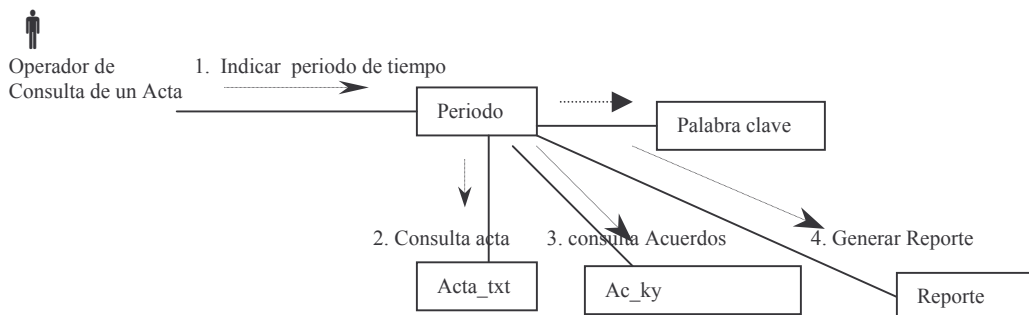 Operador de
Consulta de un Acta
1. Indicar periodo de tiempo
Periodo
Palabra clave
2. Consulta acta
3. consulta Acuerdos
4. Generar Reporte
Acta_txt
Ac_ky
Reporte